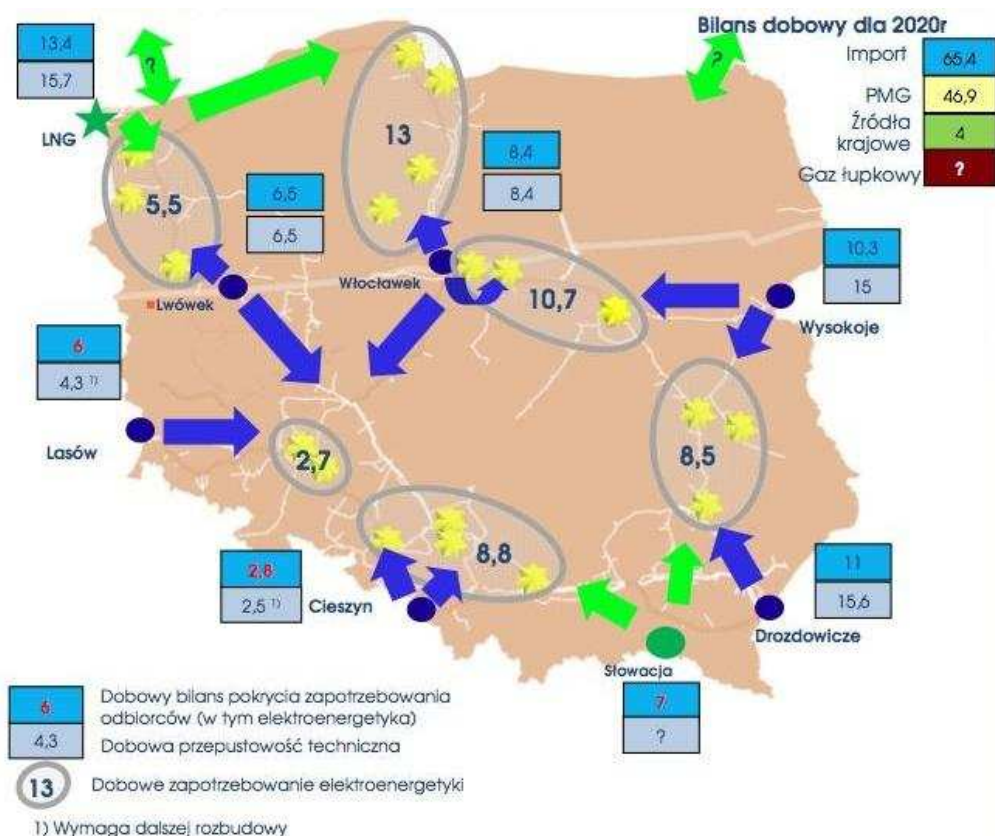 Bilans dobowy dla 2020r
Import 65,4
PMG 46,9
Źródła krajowe 4
Gaz łupkowy ?
13,4
15,7
LNG
?
?
5,5
13
6,5
6,5
8,4
8,4
Lwówek
Włocławek
10,7
10,3
15
Wysokoje
6
4,3 1)
Lasów
2,7
8,5
8,8
2,8
2,5 1)
Cieszyn
11
15,6
Drozdowicze
Słowacja
7
?
6
4,3
Dobowy bilans pokrycia zapotrzebowania
odbiorców (w tym elektroenergetyka)
Dobowa przepustowość techniczna
13
Dobowe zapotrzebowanie elektroenergetyki
1) Wymaga dalszej rozbudowy